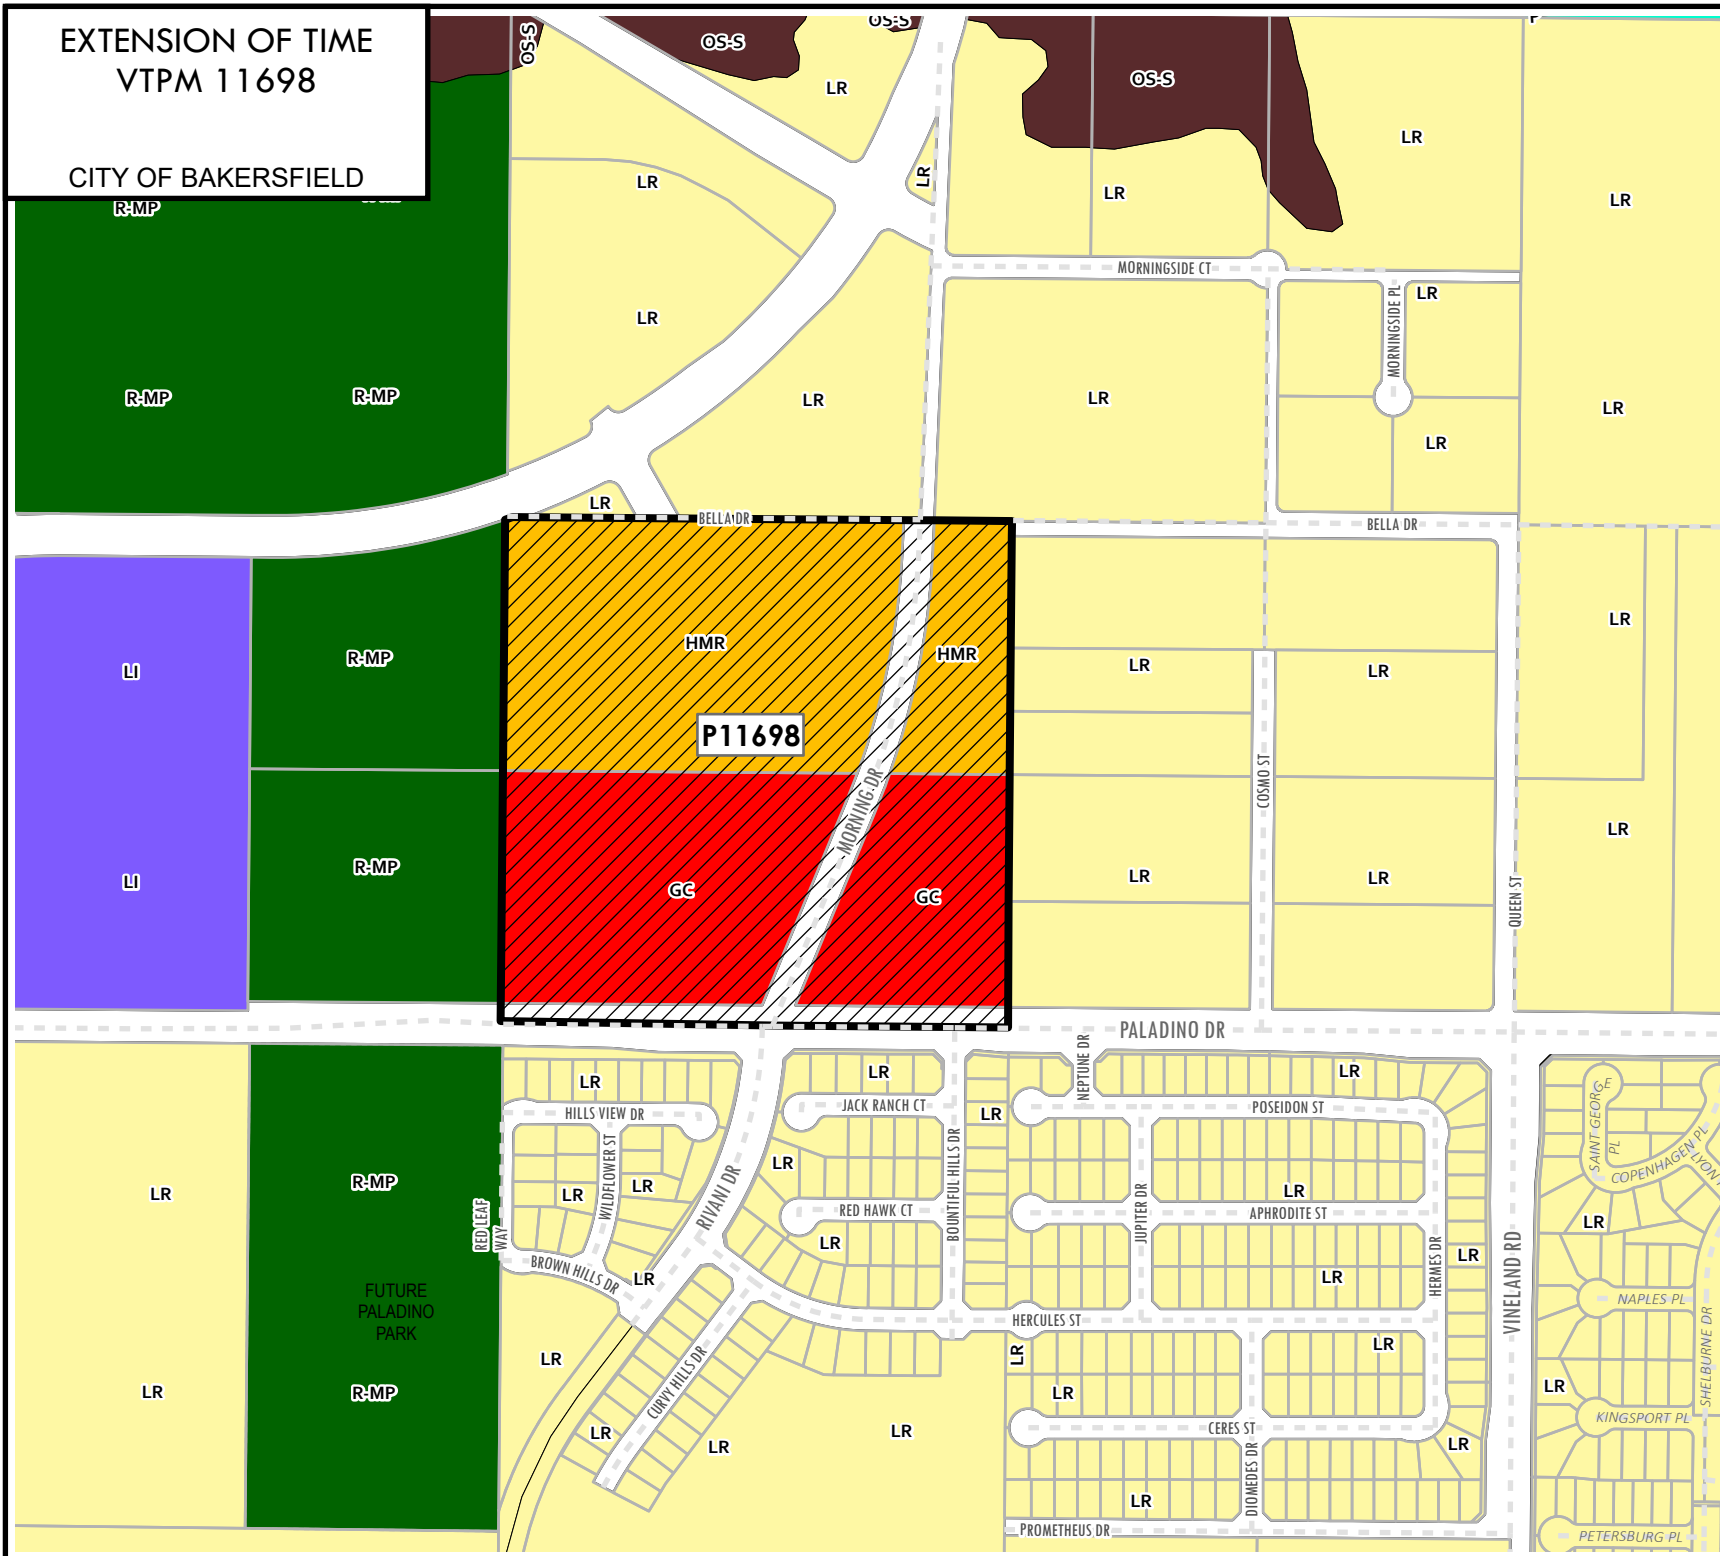 EXTENSION OF TIME
VTPM 11698
CITY OF BAKERSFIELD
OS-S
OS-S
OS-S
OS-S
P
LR
LR
LR
LR
LR
LR
R-MP
MORNINGSIDE CT
LR
MORNINGSIDE PL
LR
R-MP
R-MP
LR
LR
LR
LR
LR
BELLA DR
BELLA DR
LI
R-MP
HMR
HMR
LR
LR
LR
P11698
MORNING DR
COSMO ST
LR
LI
R-MP
GC
GC
LR
LR
QUEEN ST
PALADINO DR
NEPTUNE DR
LR
LR
LR
LR
HILLS VIEW DR
JACK RANCH CT
POSEIDON ST
SAINT GEORGE
PL
COPENHAGEN PL
LYON
WILDFLOWER ST
BOUNTIFUL HILLS DR
LR
R-MP
LR
LR
LR
RIVANI DR
LR
JUPITER DR
RED LEAF
WAY
RED HAWK CT
APHRODITE ST
LR
LR
BROWN HILLS DR
LR
LR
HERMES DR
LR
VINELAND RD
FUTURE
PALADINO
PARK
HERCULES ST
NAPLES PL
SHELBURNE DR
LR
LR
LR
CURVY HILLS DR
LR
R-MP
LR
LR
KINGSPORT PL
LR
LR
LR
CERES ST
LR
DIOMEDES DR
LR
PROMETHEUS DR
PETERSBURG PL